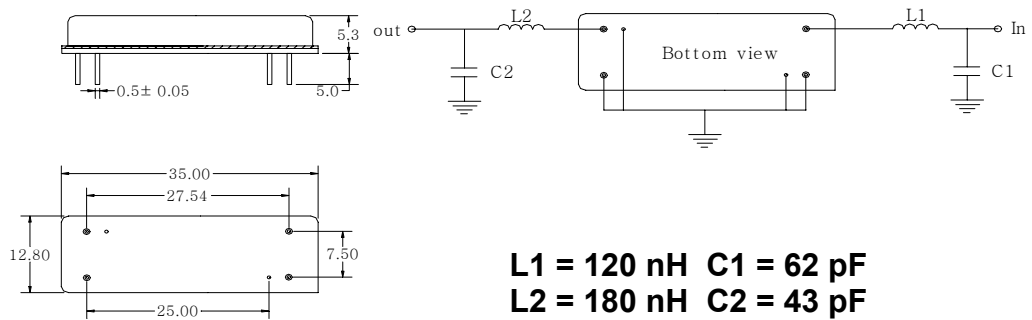 5.3
0.5± 0.05
5.0
out
L2
C2
Bottom view
L1
In
C1
35.00
27.54
12.80
7.50
25.00
L1 = 120 nH C1 = 62 pF
L2 = 180 nH C2 = 43 pF